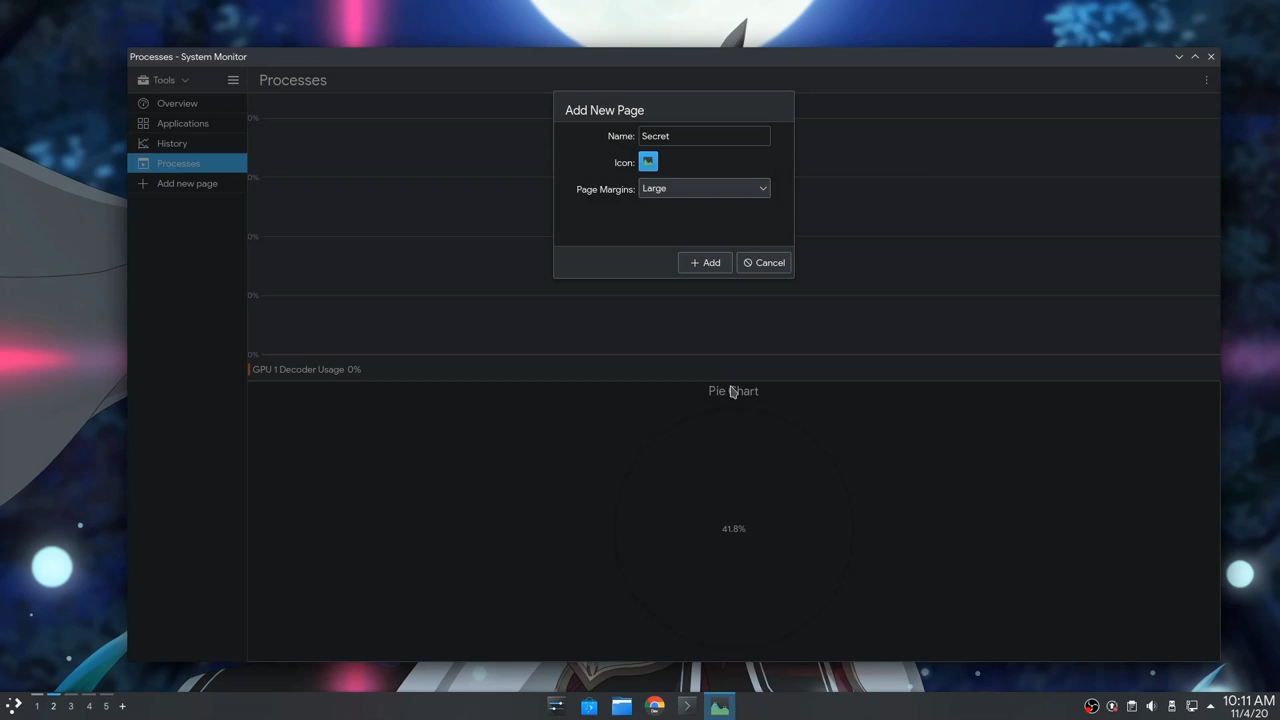 Processes - System Monitor
Tools
Processes
Overview
Applications
History
Processes
Add new page
Add New Page
Name: Secret
Icon:
Page Margins: Large
Add
Cancel
0%
0%
0%
0%
0%
GPU 1 Decoder Usage 0%
Pie Chart
41.8%
1 2 3 4 5 +
10:11 AM
11/4/20